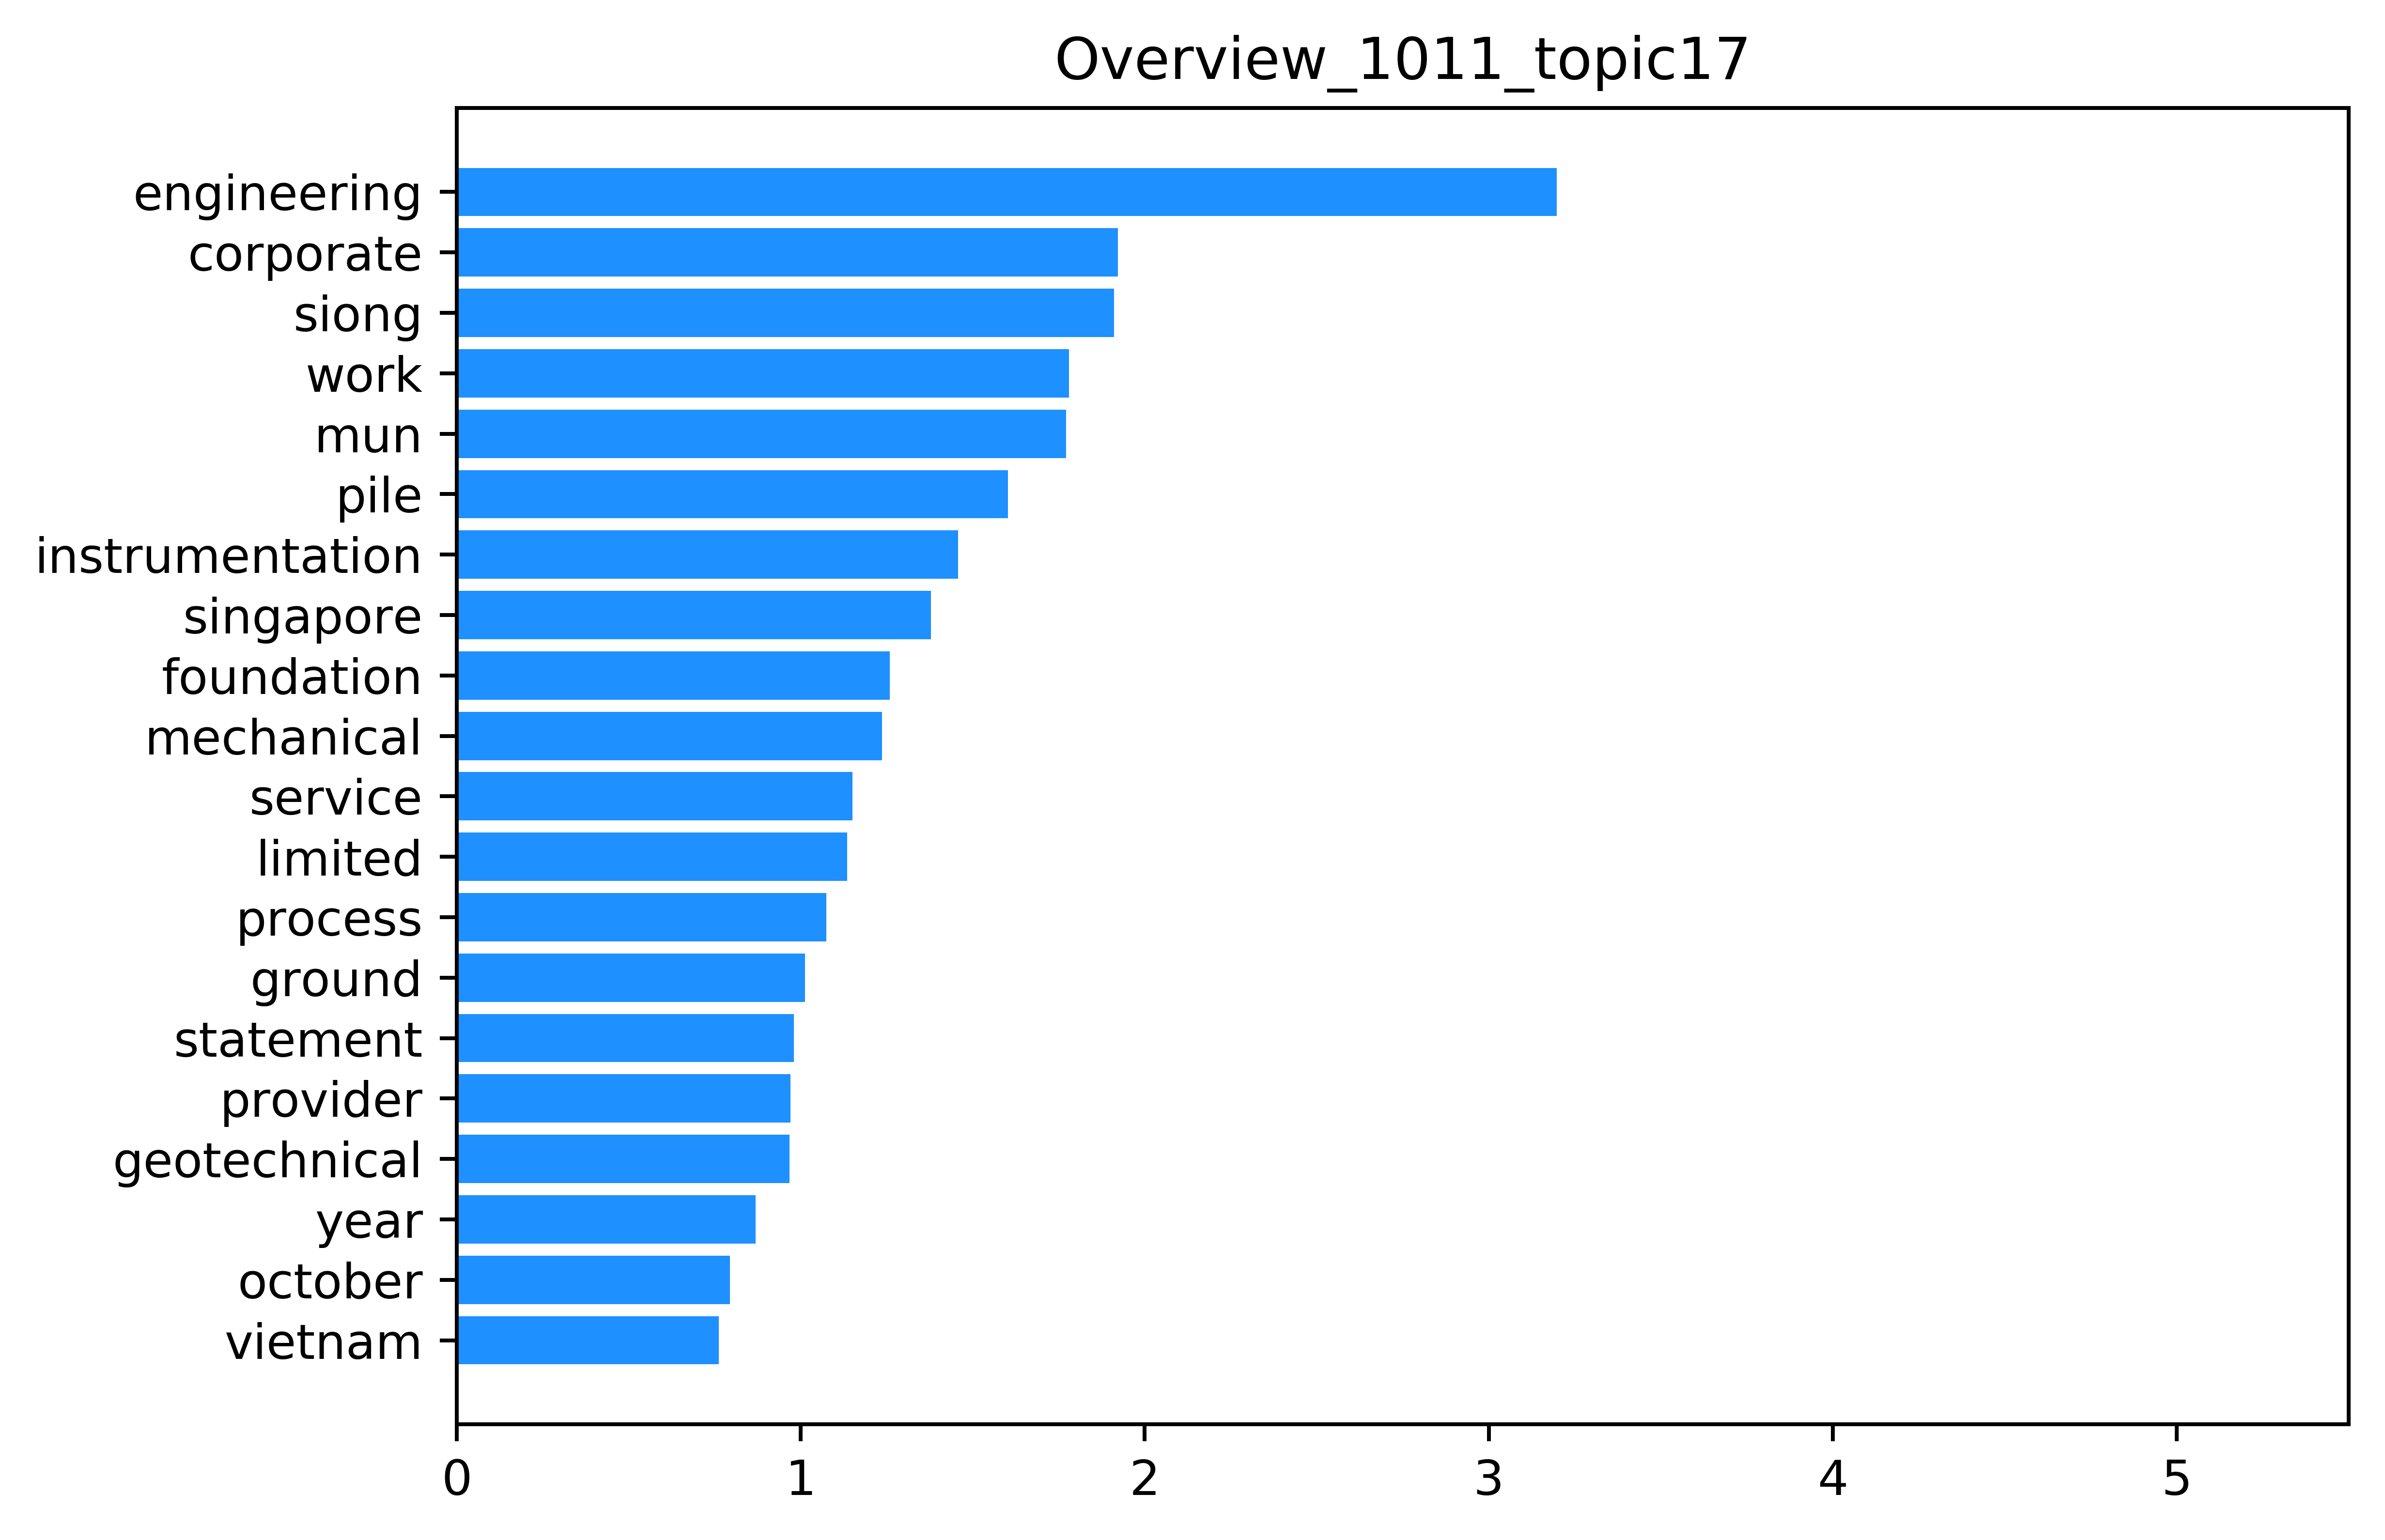 Overview_1011_topic17
engineering
corporate
siong
work
mun
pile
instrumentation
singapore
foundation
mechanical
service
limited
process
ground
statement
provider
geotechnical
year
october
vietnam
0 1 2 3 4 5